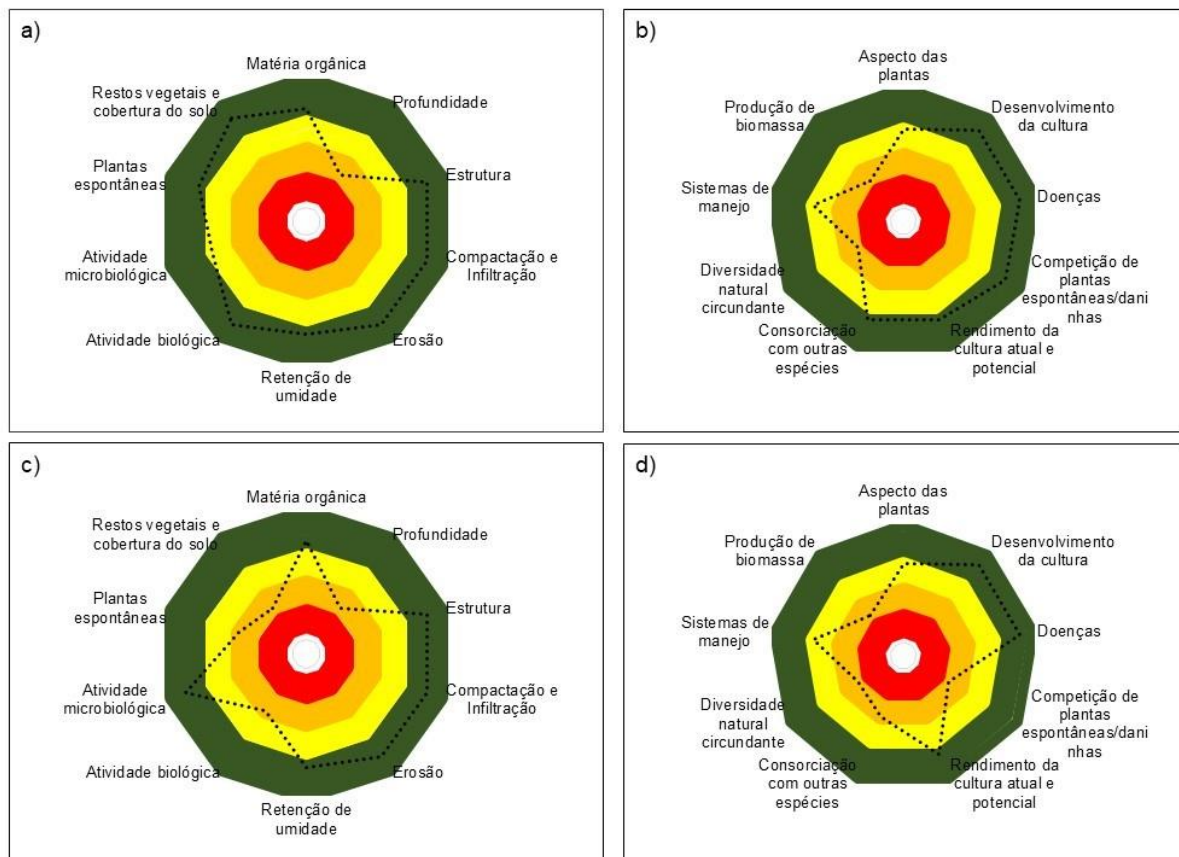 a)
Matéria orgânica
Restos vegetais e
cobertura do solo
Profundidade
Plantas
espontâneas
Estrutura
Atividade
microbiológica
Compactação e
Infiltração
Atividade biológica
Erosão
Retenção de
umidade
b)
Aspecto das
plantas
Produção de
biomassa
Desenvolvimento
da cultura
Sistemas de
manejo
Doenças
Diversidade
natural
circundante
Competição de
plantas
espontâneas/dani
nhas
Consorciação
com outras
espécies
Rendimento da
cultura atual e
potencial
c)
Matéria orgânica
Restos vegetais e
cobertura do solo
Profundidade
Plantas
espontâneas
Estrutura
Atividade
microbiológica
Compactação e
Infiltração
Atividade biológica
Erosão
Retenção de
umidade
d)
Aspecto das
plantas
Produção de
biomassa
Desenvolvimento
da cultura
Sistemas de
manejo
Doenças
Diversidade
natural
circundante
Competição de
plantas
espontâneas/dani
nhas
Consorciação
com outras
espécies
Rendimento da
cultura atual e
potencial